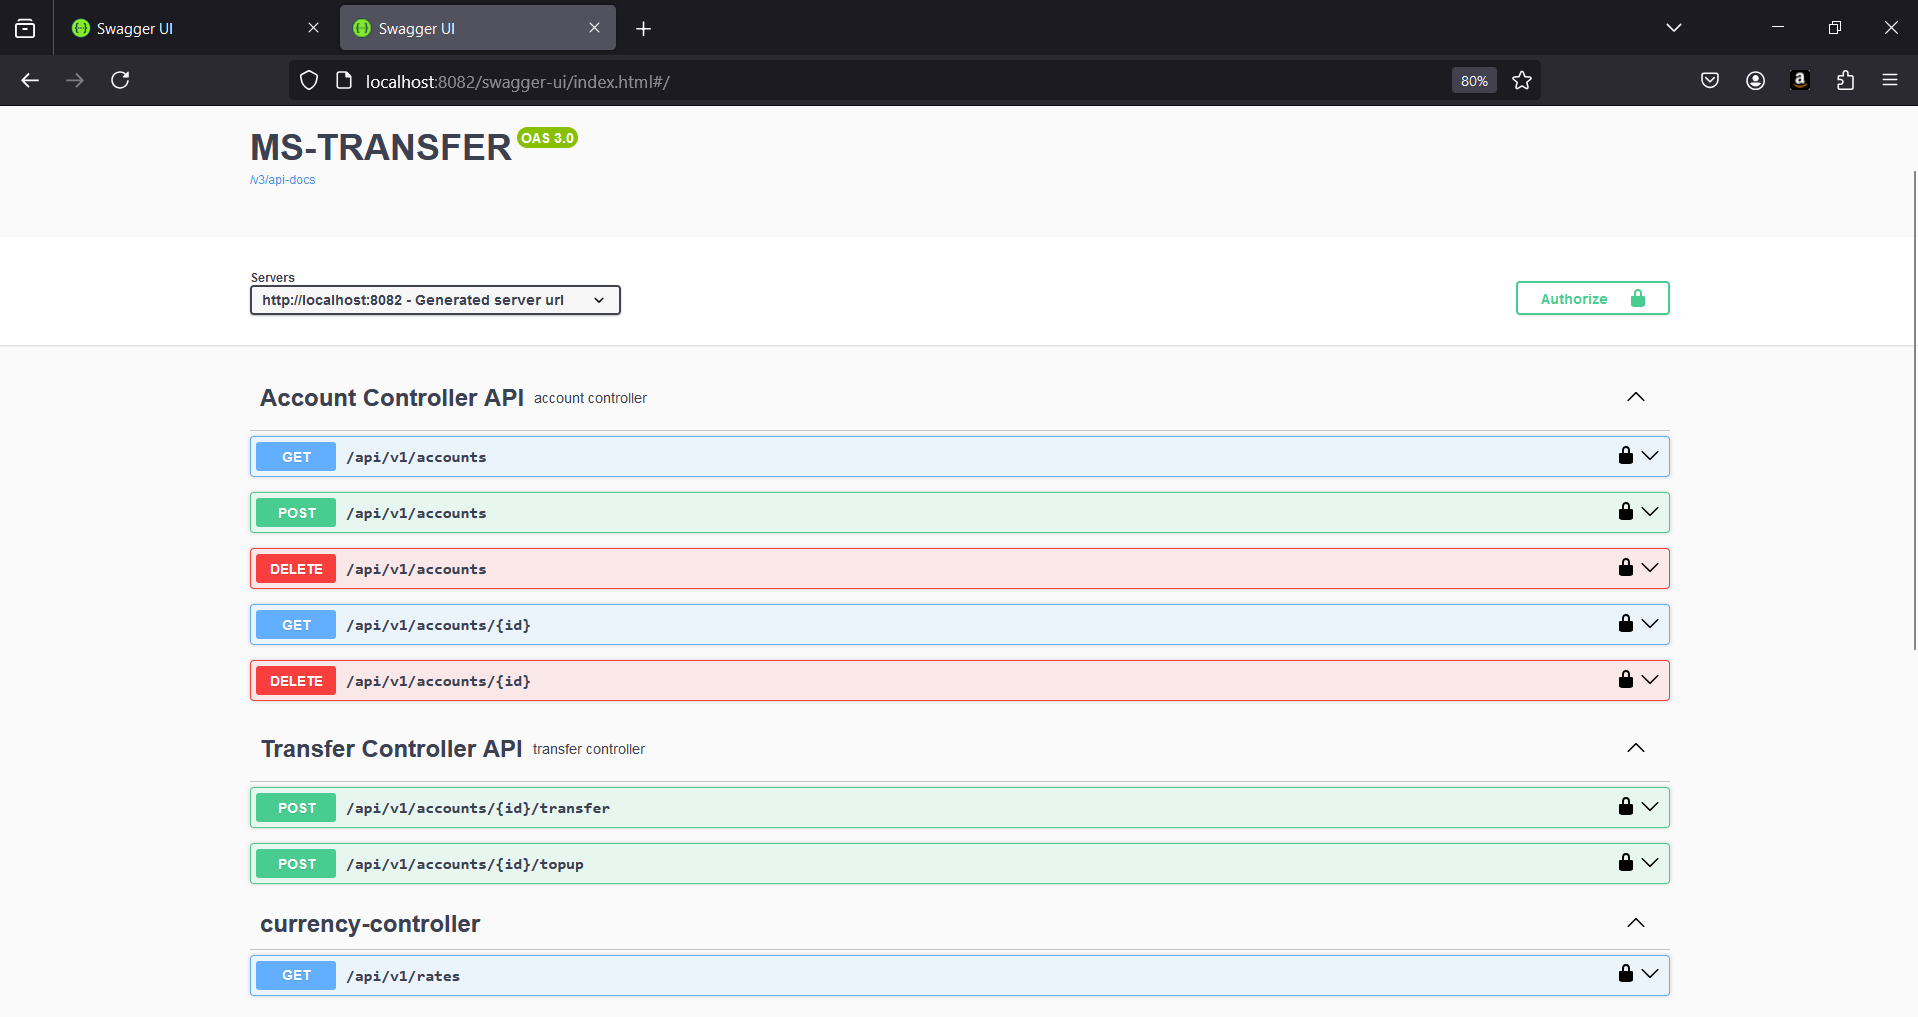 Swagger UI
Swagger UI
localhost:8082/swagger-ui/index.html#/
80%
MS-TRANSFER OAS 3.0
/v3/api-docs
Servers
http://localhost:8082 - Generated server url
Authorize
Account Controller API account controller
GET /api/v1/accounts
POST /api/v1/accounts
DELETE /api/v1/accounts
GET /api/v1/accounts/{id}
DELETE /api/v1/accounts/{id}
Transfer Controller API transfer controller
POST /api/v1/accounts/{id}/transfer
POST /api/v1/accounts/{id}/topup
currency-controller
GET /api/v1/rates